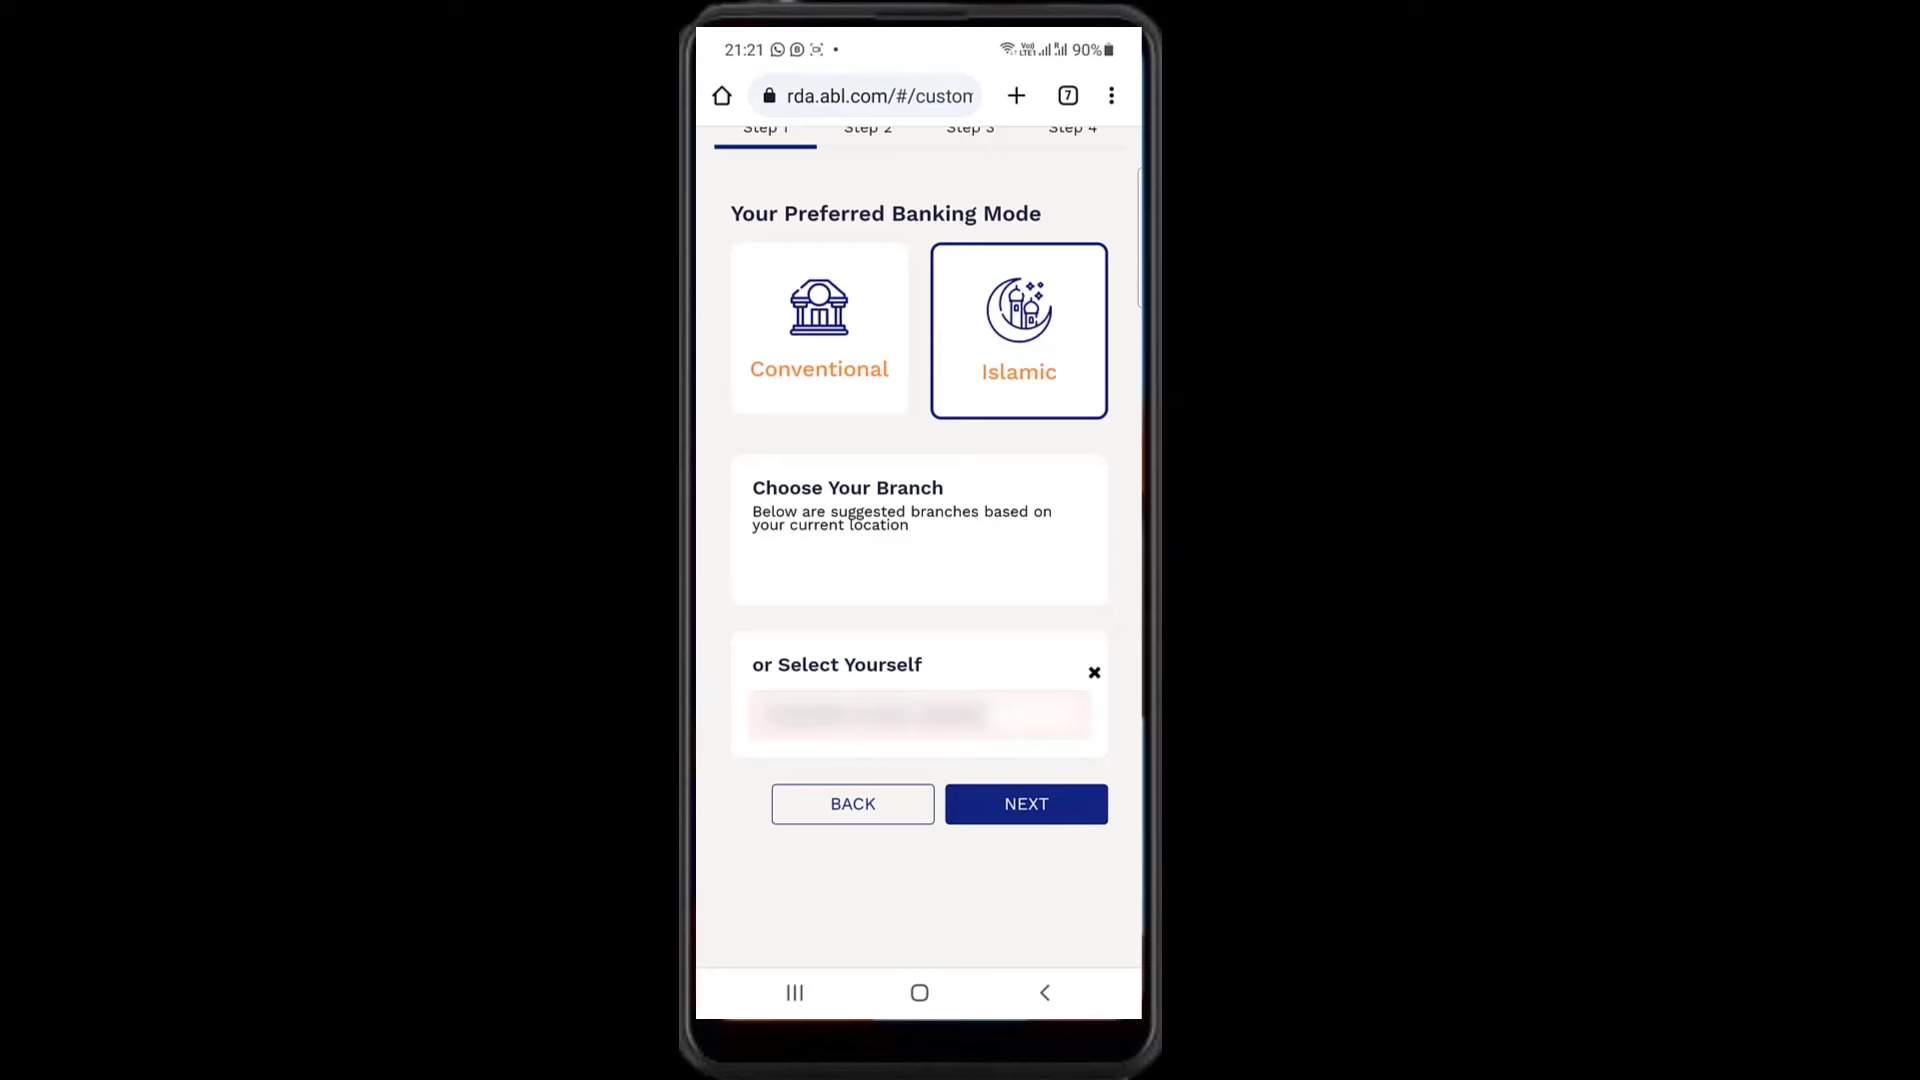 21:21 90%
rda.abl.com/#/custom
7
Step 1 Step 2 Step 3 Step 4
Your Preferred Banking Mode
Conventional Islamic
Choose Your Branch
Below are suggested branches based on
your current location
or Select Yourself
BACK NEXT